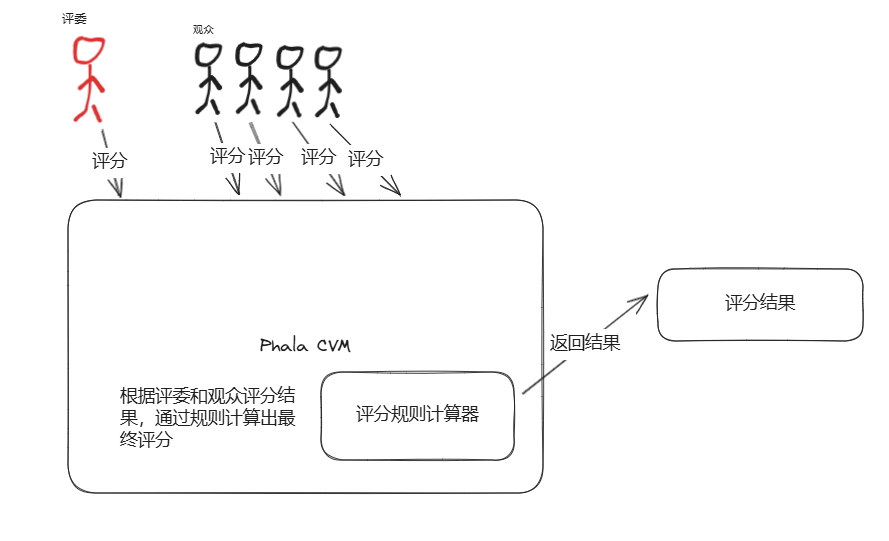 评委
观众
评分
评分
评分
评分
评分
Phala CVM
根据评委和观众评分结
果，通过规则计算出最
终评分
评分规则计算器
返回结果
评分结果